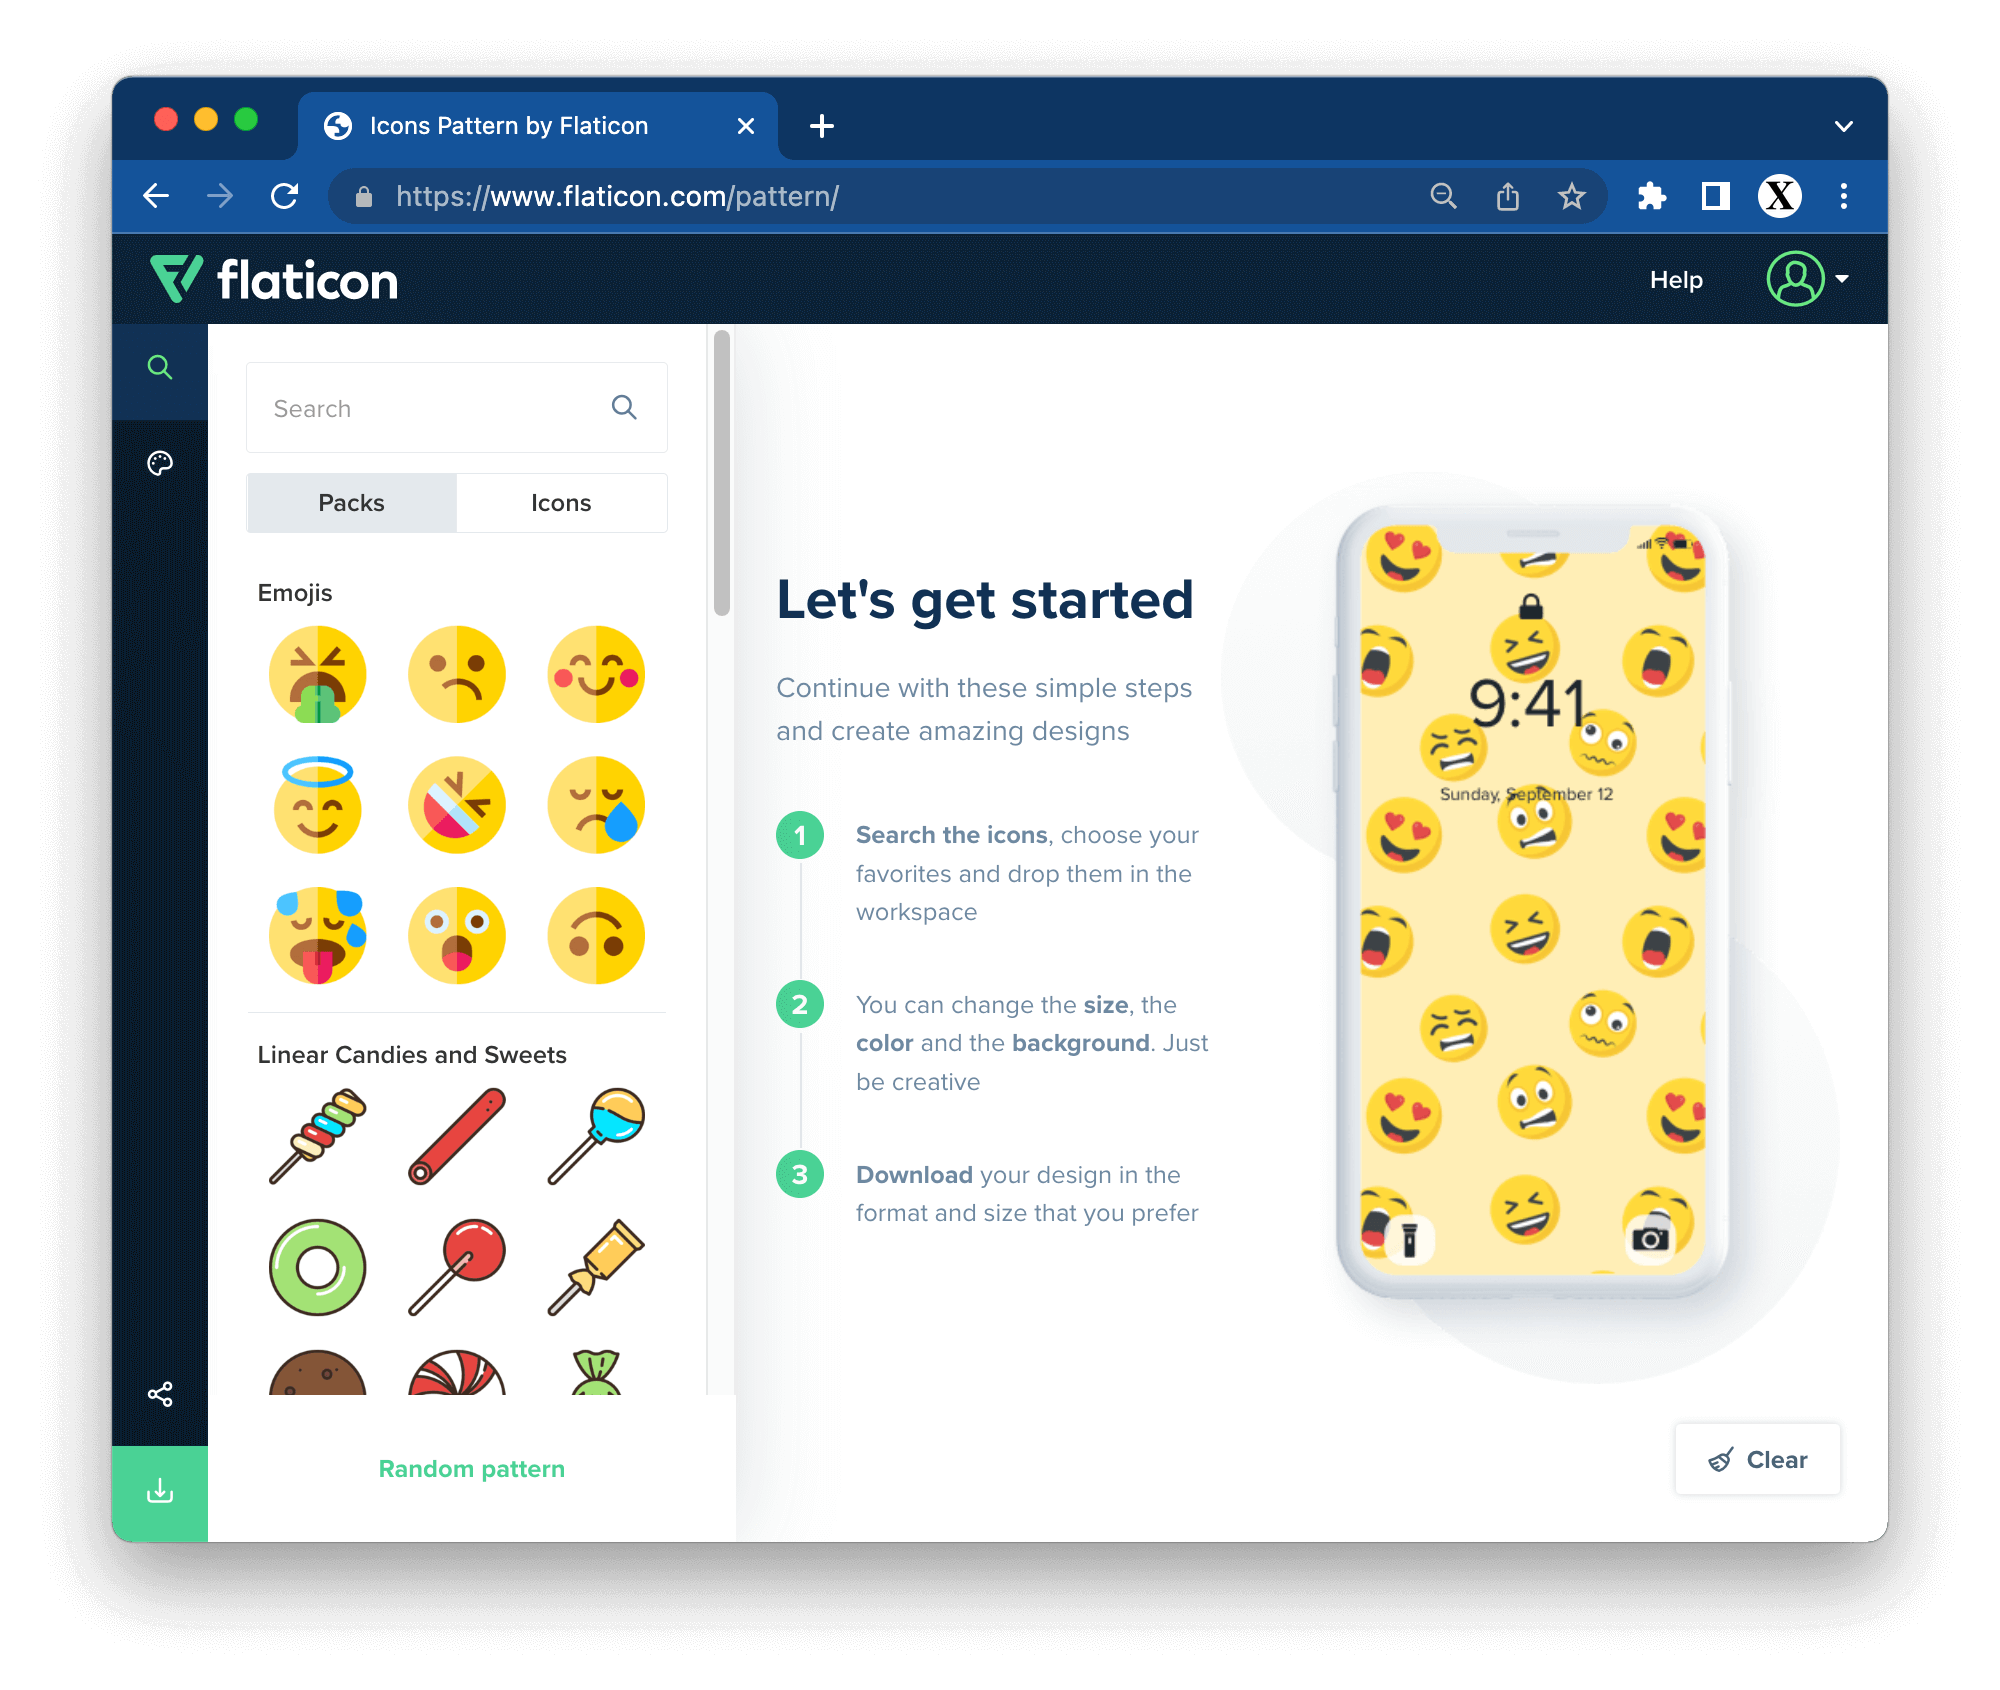 Icons Pattern by Flaticon
https://www.flaticon.com/pattern/
X
flaticon
Help
Search
Packs
Icons
Emojis
Linear Candies and Sweets
Random pattern
Let's get started
Continue with these simple steps
and create amazing designs
1
Search the icons, choose your
favorites and drop them in the
workspace
2
You can change the size, the
color and the background. Just
be creative
3
Download your design in the
format and size that you prefer
9:41
Sunday, September 12
Clear